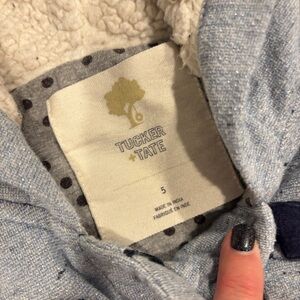 TUCKER
+ TATE
5
MADE IN INDIA
FABRIQUÉ EN INDE